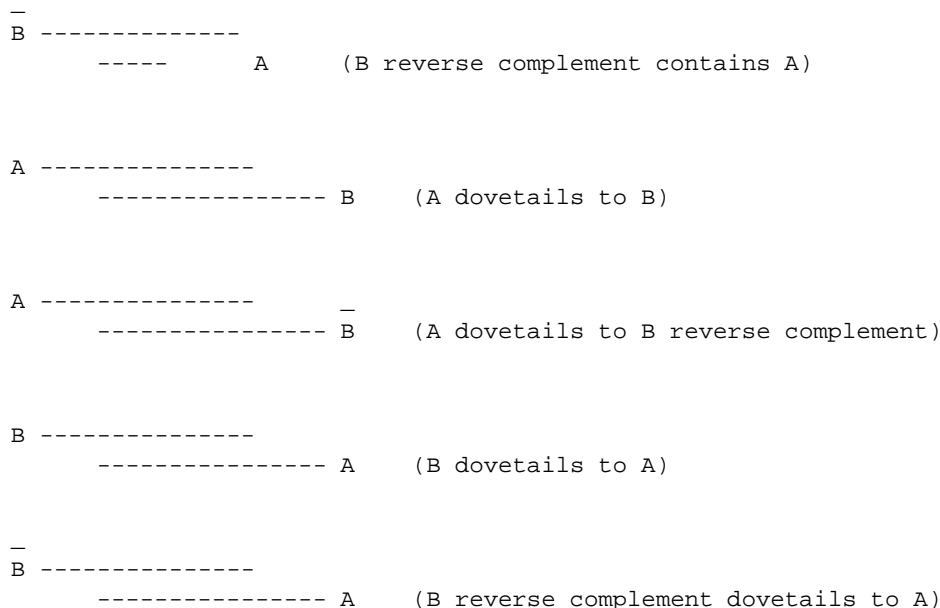 _
B --------------
      -----      A     (B reverse complement contains A)
A ---------------
      ---------------- B    (A dovetails to B)
A ---------------      _
      ---------------- B    (A dovetails to B reverse complement)
B ---------------
      ---------------- A    (B dovetails to A)
_
B ---------------
      ---------------- A    (B reverse complement dovetails to A)